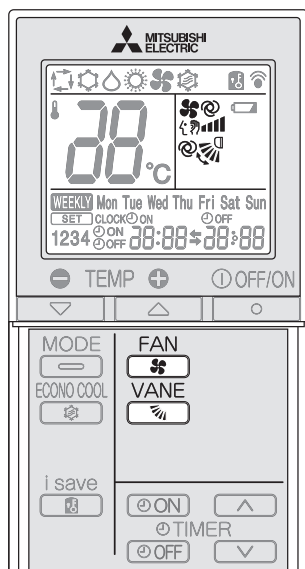 MITSUBISHI
ELECTRIC
88°C
WEEKLY Mon Tue Wed Thu Fri Sat Sun
SET CLOCK ON OFF
1234 ON OFF 88:88 88:88
TEMP OFF/ON
MODE FAN
ECONO COOL VANE
i save
ON
TIMER
OFF